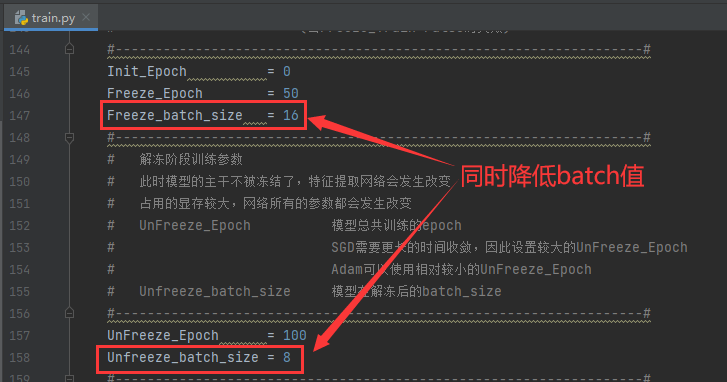 train.py
144 #---------------------------------------------------------------#
145 Init_Epoch = 0
146 Freeze_Epoch = 50
147 Freeze_batch_size = 16
148 #---------------------------------------------------------------#
149 # 解冻阶段训练参数
150 # 此时模型的主干不被冻结了，特征提取网络会发生改变
151 # 占用的显存较大，网络所有的参数都会发生改变
152 # UnFreeze_Epoch 模型总共训练的epoch
153 # SGD需要更长的时间收敛，因此设置较大的UnFreeze_Epoch
154 # Adam可以使用相对较小的UnFreeze_Epoch
155 # Unfreeze_batch_size 模型在解冻后的batch_size
156 #---------------------------------------------------------------#
157 UnFreeze_Epoch = 100
158 Unfreeze_batch_size = 8
159 #---------------------------------------------------------------#
同时降低batch值